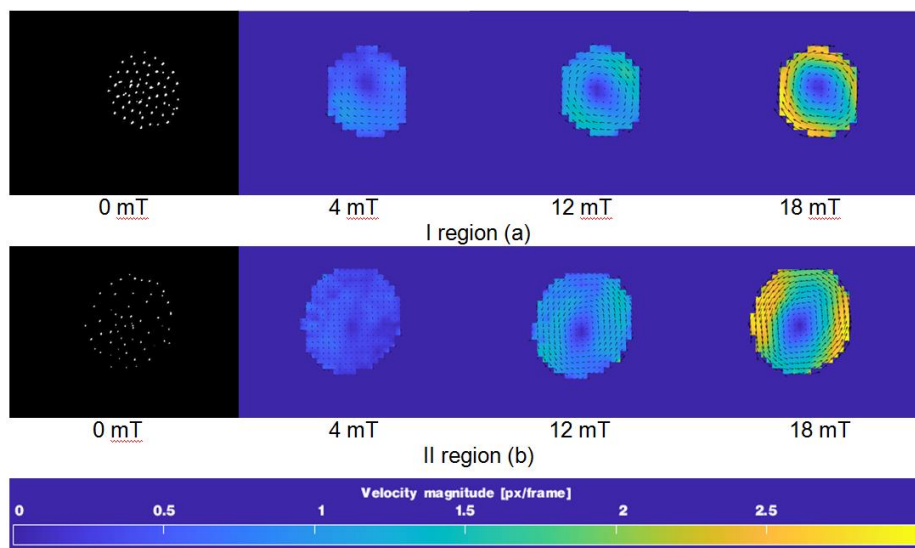 0 mT 4 mT 12 mT 18 mT
I region (a)
0 mT 4 mT 12 mT 18 mT
II region (b)
Velocity magnitude [px/frame]
0 0.5 1 1.5 2 2.5